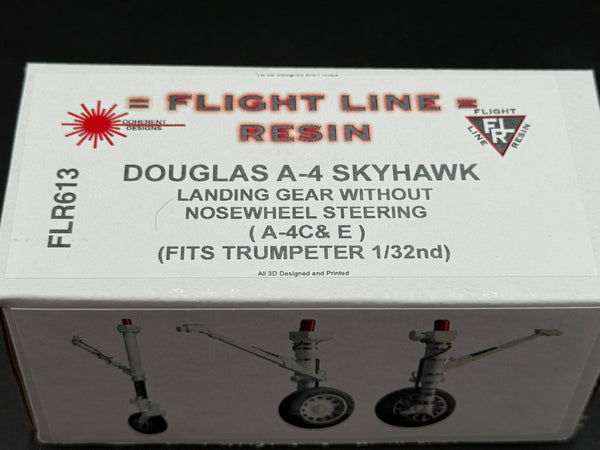 = FLIGHT LINE =
RESIN
COHERENT
DESIGNS
FLIGHT
LINE
RESIN
FLR
FLR613
DOUGLAS A-4 SKYHAWK
LANDING GEAR WITHOUT
NOSEWHEEL STEERING
( A-4C& E )
(FITS TRUMPETER 1/32nd)
All 3D Designed and Printed